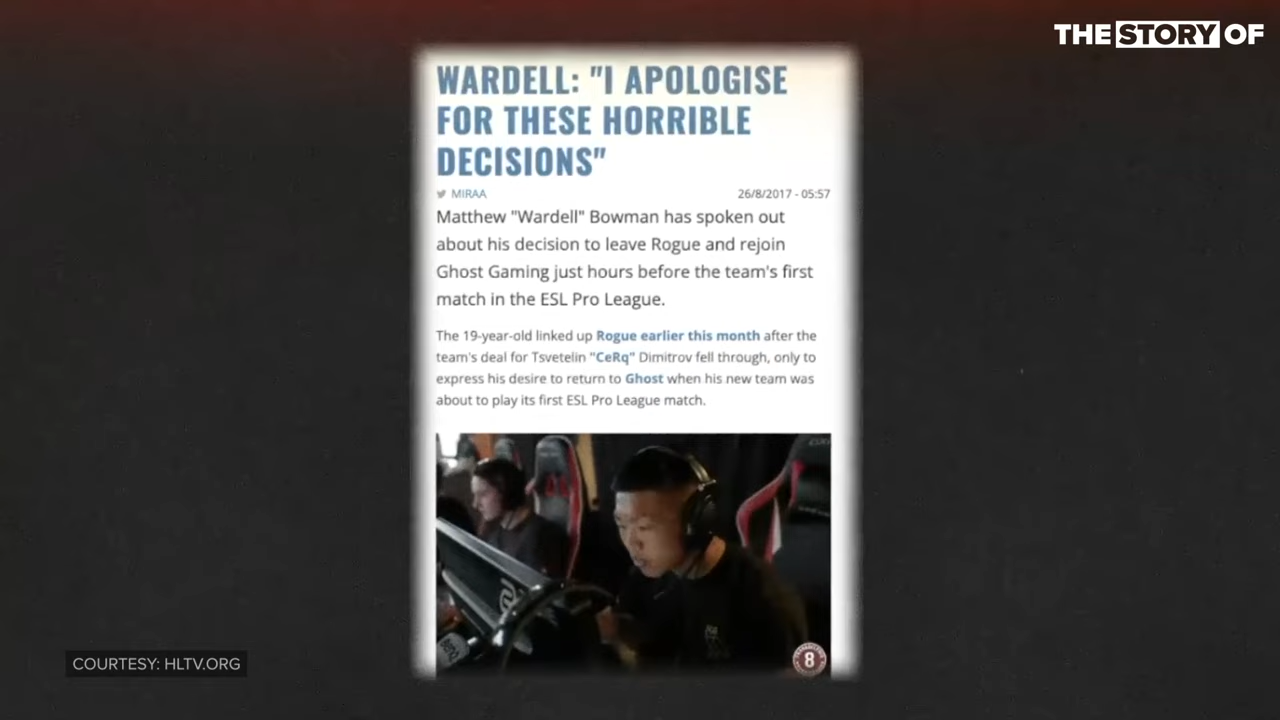 THE STORY OF
WARDELL: "I APOLOGISE
FOR THESE HORRIBLE
DECISIONS"
MIRAA 26/8/2017 - 05:57
Matthew "Wardell" Bowman has spoken out
about his decision to leave Rogue and rejoin
Ghost Gaming just hours before the team's first
match in the ESL Pro League.
The 19-year-old linked up Rogue earlier this month after the
team's deal for Tsvetelin "CeRq" Dimitrov fell through, only to
express his desire to return to Ghost when his new team was
about to play its first ESL Pro League match.
BenQ
8
COURTESY: HLTV.ORG